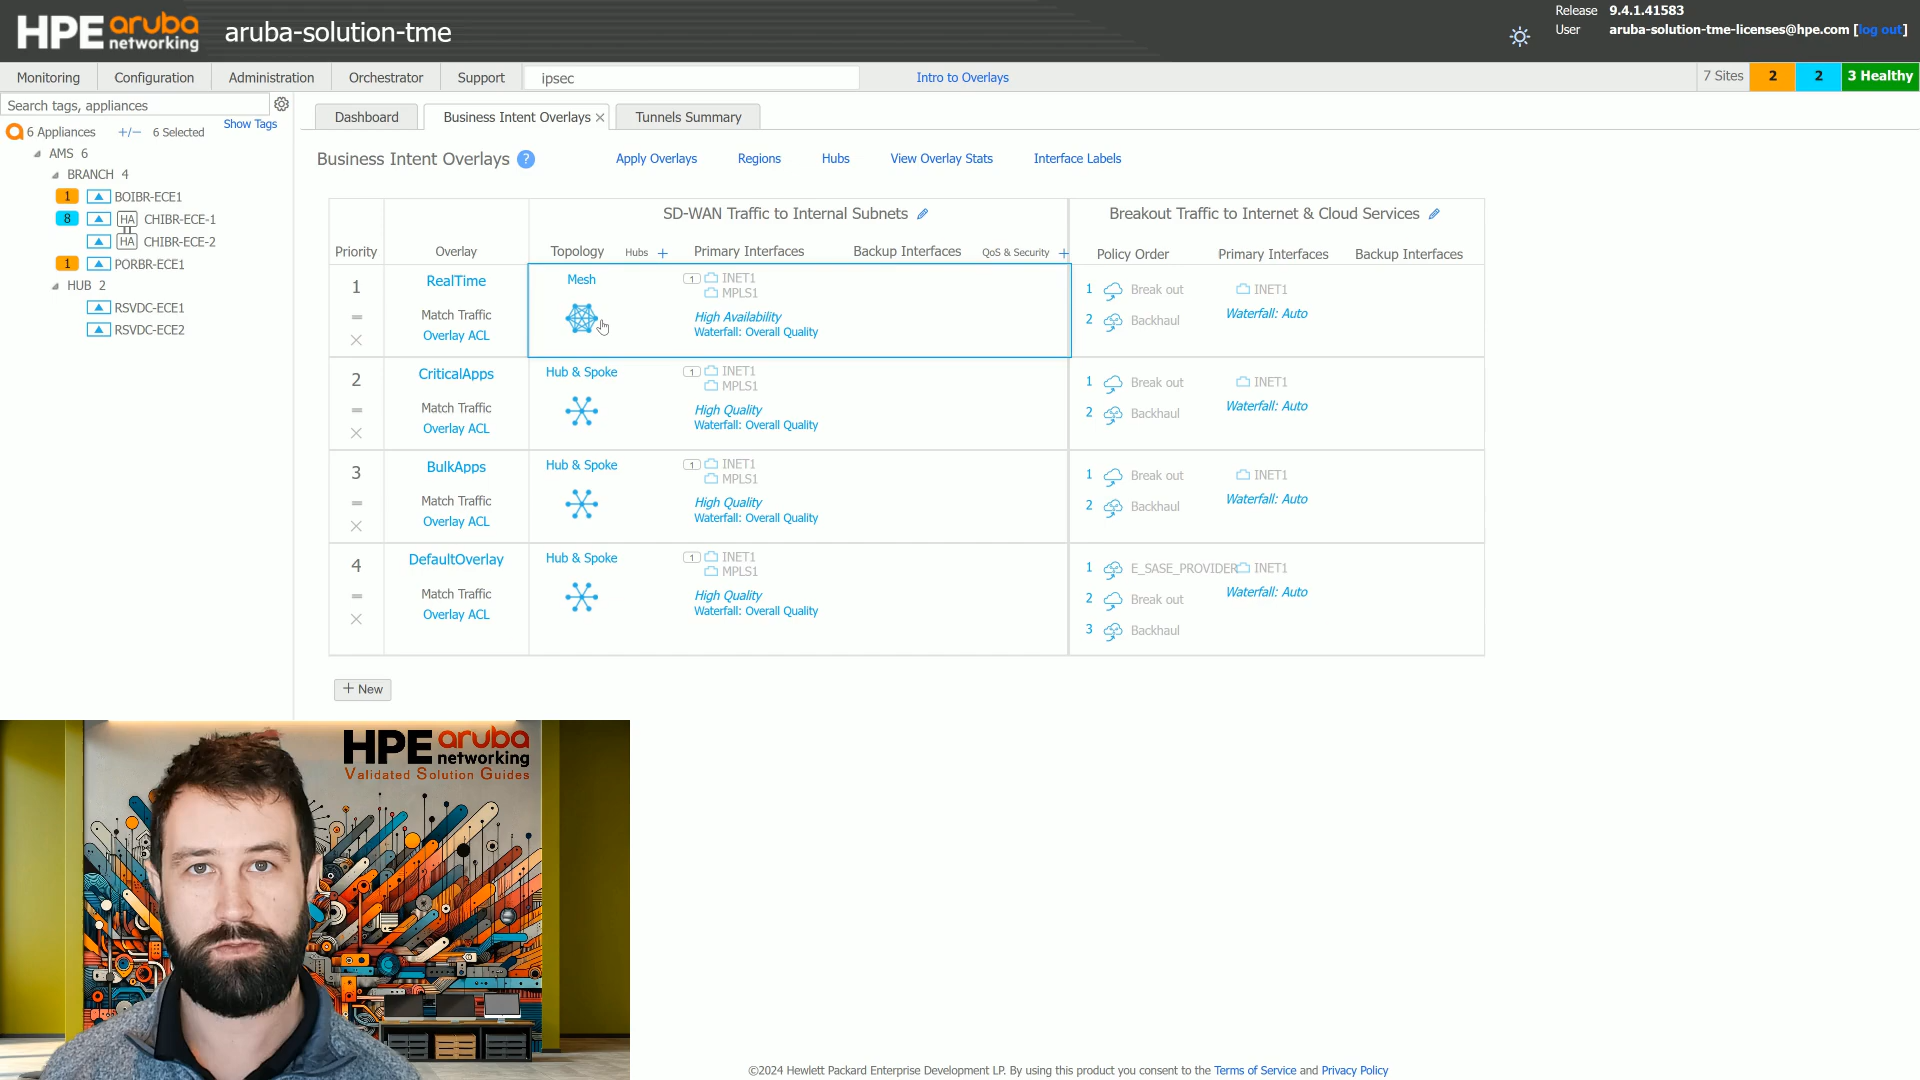 HPE aruba networking
aruba-solution-tme
Release 9.4.1.41583
User aruba-solution-tme-licenses@hpe.com [log out]
Monitoring Configuration Administration Orchestrator Support ipsec Intro to Overlays 7 Sites 2 2 3 Healthy
Search tags, appliances
Show Tags
6 Appliances +/- 6 Selected
AMS 6
BRANCH 4
1 BOIBR-ECE1
8 HA CHIBR-ECE-1
HA CHIBR-ECE-2
1 PORBR-ECE1
HUB 2
RSVDC-ECE1
RSVDC-ECE2
Dashboard Business Intent Overlays × Tunnels Summary
Business Intent Overlays ? Apply Overlays Regions Hubs View Overlay Stats Interface Labels
SD-WAN Traffic to Internal Subnets Breakout Traffic to Internet & Cloud Services
Priority Overlay Topology Hubs + Primary Interfaces Backup Interfaces QoS & Security + Policy Order Primary Interfaces Backup Interfaces
1 RealTime Mesh 1 INET1 1 Break out INET1
MPLS1
Match Traffic High Availability 2 Backhaul Waterfall: Auto
Overlay ACL Waterfall: Overall Quality
2 CriticalApps Hub & Spoke 1 INET1 1 Break out INET1
MPLS1
Match Traffic High Quality 2 Backhaul Waterfall: Auto
Overlay ACL Waterfall: Overall Quality
3 BulkApps Hub & Spoke 1 INET1 1 Break out INET1
MPLS1
Match Traffic High Quality 2 Backhaul Waterfall: Auto
Overlay ACL Waterfall: Overall Quality
4 DefaultOverlay Hub & Spoke 1 INET1 1 E_SASE_PROVIDER INET1
MPLS1
Match Traffic High Quality 2 Break out Waterfall: Auto
Overlay ACL Waterfall: Overall Quality
3 Backhaul
+ New
HPE aruba networking
Validated Solution Guides
©2024 Hewlett Packard Enterprise Development LP. By using this product you consent to the Terms of Service and Privacy Policy